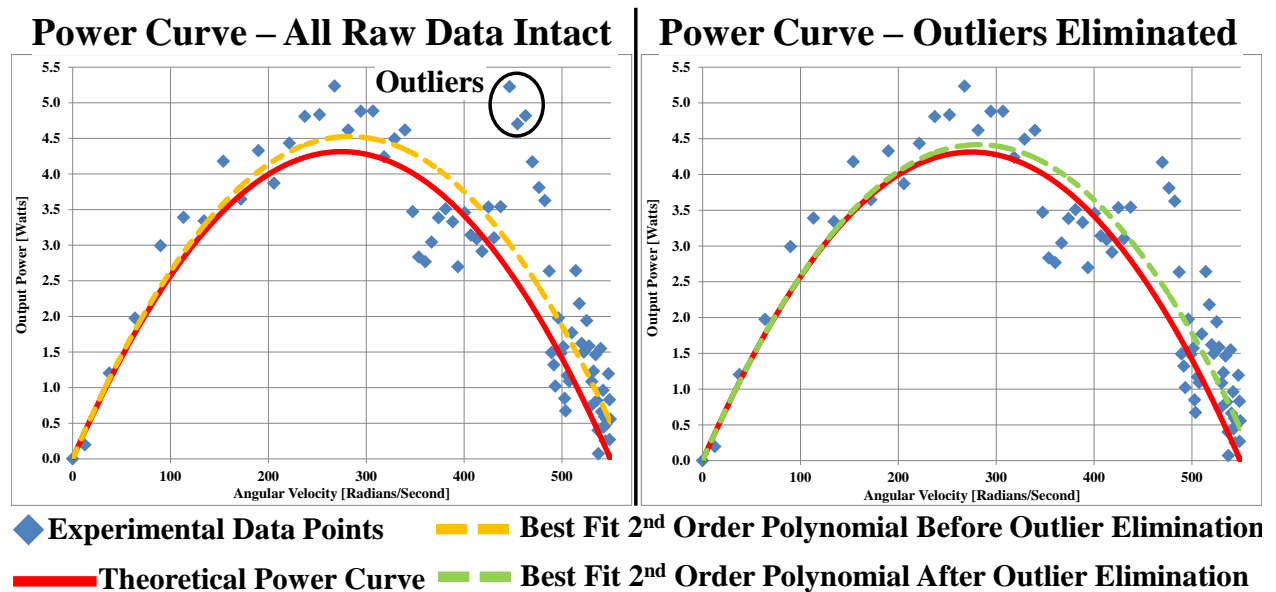 Power Curve – All Raw Data Intact
Power Curve – Outliers Eliminated
Outliers
5.5
5.0
4.5
4.0
3.5
3.0
2.5
2.0
1.5
1.0
0.5
0.0
Output Power [Watts]
0 100 200 300 400 500
Angular Velocity [Radians/Second]
5.5
5.0
4.5
4.0
3.5
3.0
2.5
2.0
1.5
1.0
0.5
0.0
Output Power [Watts]
0 100 200 300 400 500
Angular Velocity [Radians/Second]
Experimental Data Points
Best Fit 2nd Order Polynomial Before Outlier Elimination
Theoretical Power Curve
Best Fit 2nd Order Polynomial After Outlier Elimination